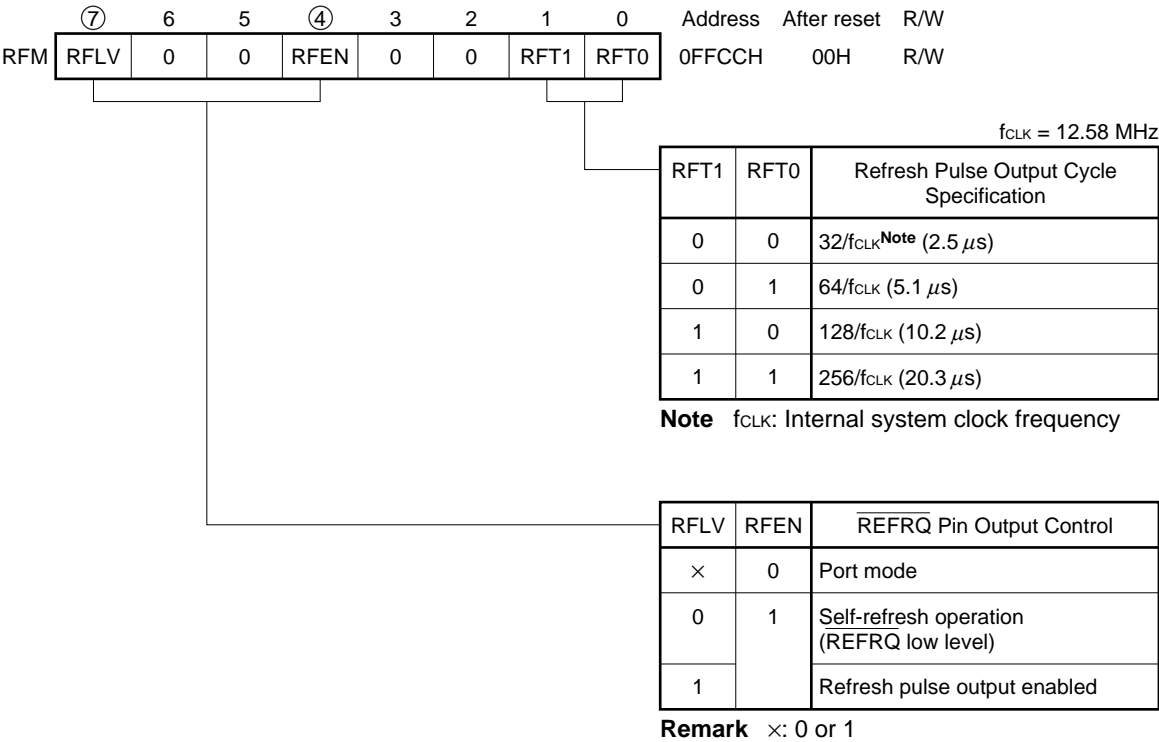 ⑦ 6 5 ④ 3 2 1 0 Address After reset R/W
RFM RFLV 0 0 RFEN 0 0 RFT1 RFT0 0FFCCH 00H R/W
fCLK = 12.58 MHz
RFT1 RFT0 Refresh Pulse Output Cycle
Specification
0 0 32/fCLKNote (2.5 μs)
0 1 64/fCLK (5.1 μs)
1 0 128/fCLK (10.2 μs)
1 1 256/fCLK (20.3 μs)
Note fCLK: Internal system clock frequency
RFLV RFEN REFRQ Pin Output Control
× 0 Port mode
0 1 Self-refresh operation
(REFRQ low level)
1 Refresh pulse output enabled
Remark ×: 0 or 1